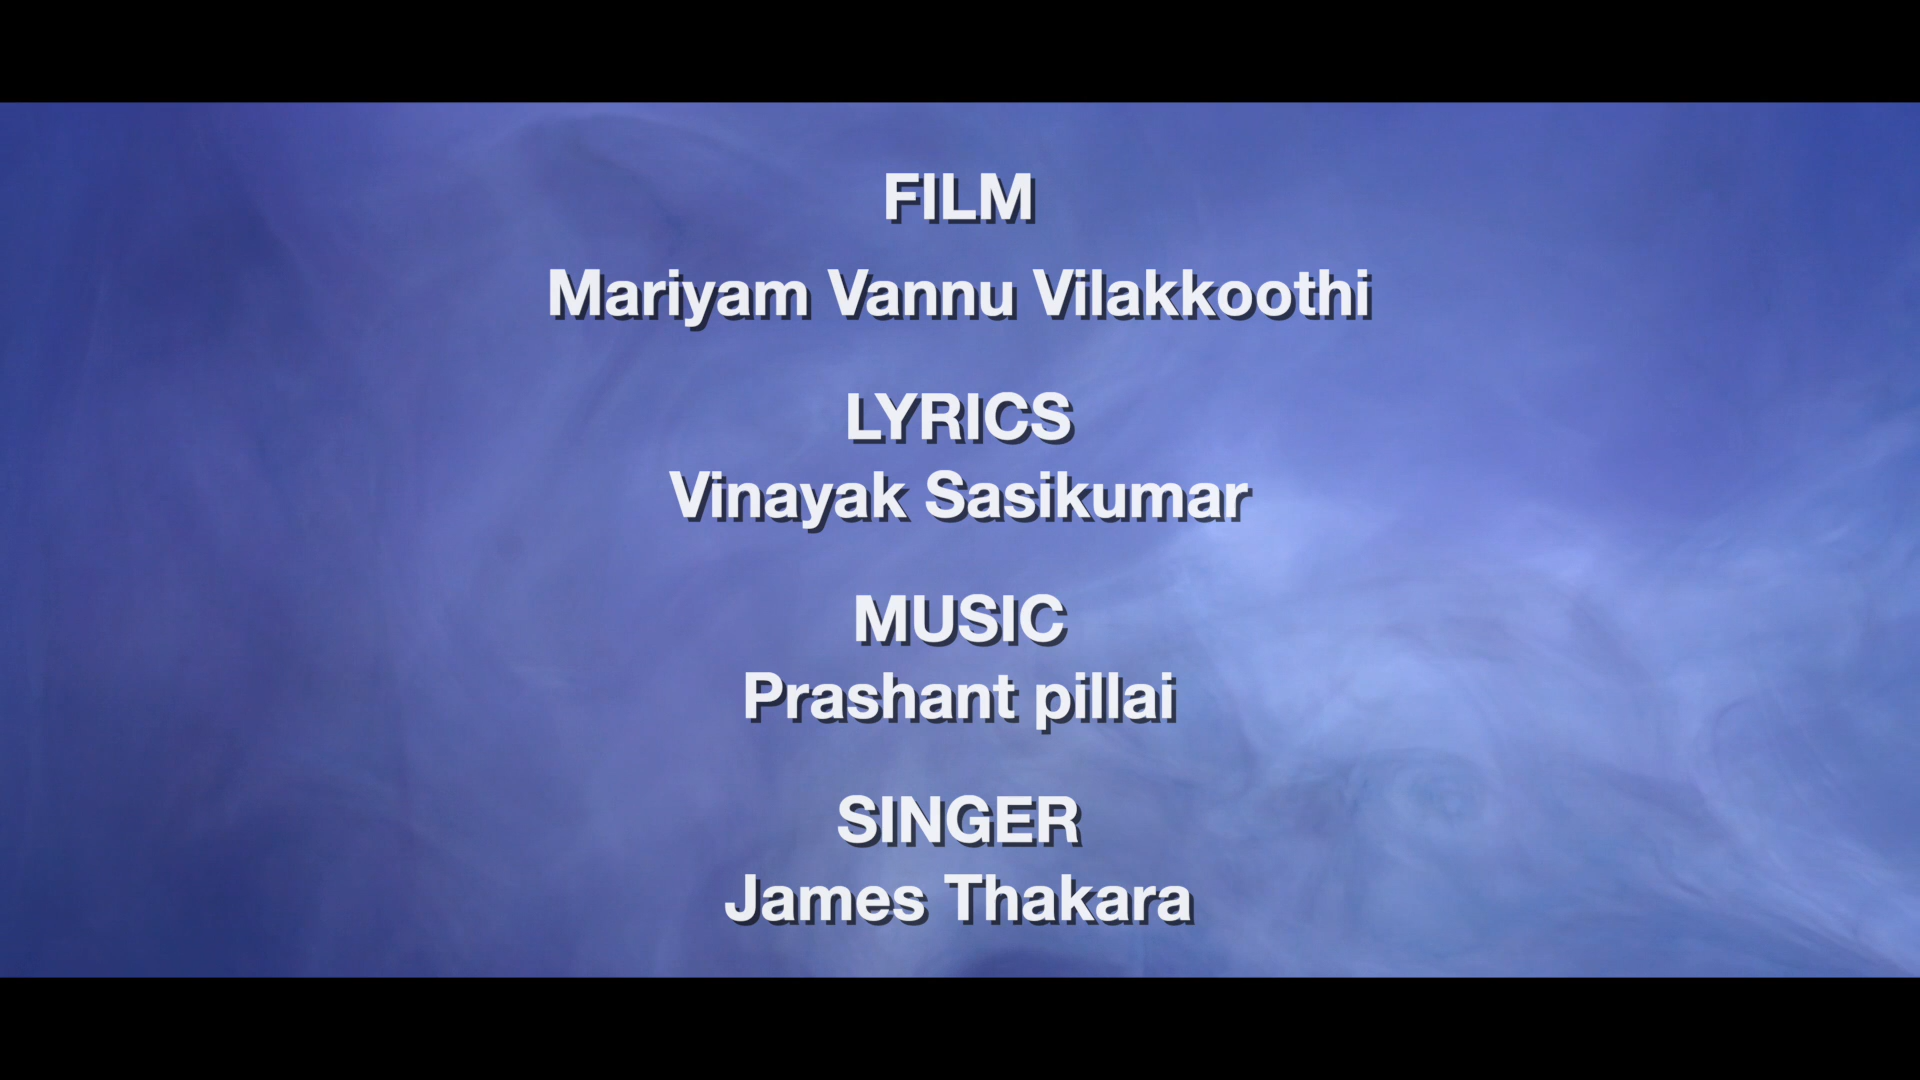 FILM
Mariyam Vannu Vilakkoothi
LYRICS
Vinayak Sasikumar
MUSIC
Prashant pillai
SINGER
James Thakara